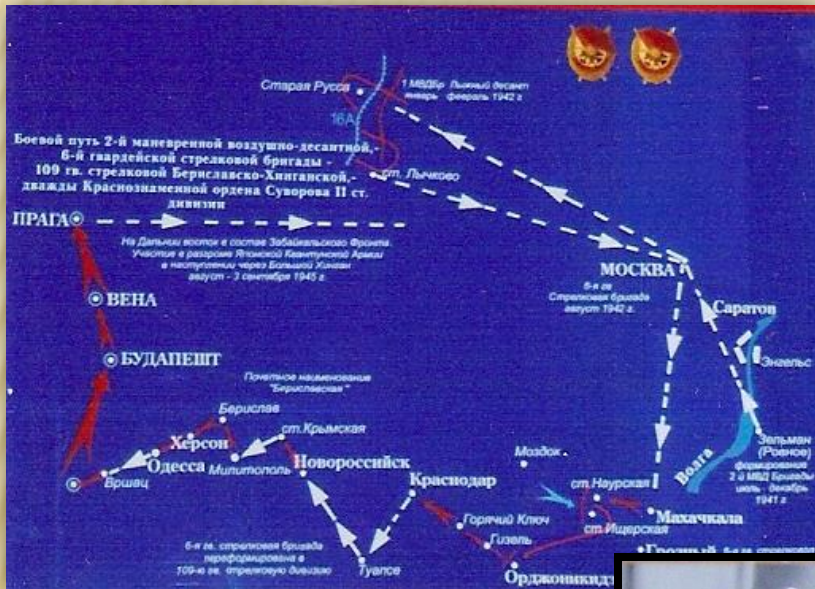 Старая Русса
1 МВДБр Лыжный десант
январь февраль 1942 г
16А
Боевой путь 2-й маневренной воздушно-десантной,-
6-й гвардейской стрелковой бригады -
109 гв. стрелковой Бериславско-Хинганской,-
дважды Краснознаменной ордена Суворова II ст.
дивизии
ст. Лычково
ПРАГА
На Дальнии восток в составе Забайкальского Фронта.
Участие в разгроме Японской Квантунской Армии
в наступлении через Большой Хинган
август - 3 сентября 1945 г
МОСКВА
6-я гв
Стрелковая бригада
август 1942 г.
ВЕНА
Саратов
Энгельс
БУДАПЕШТ
Почетное наименование
"Бериславская"
Берислав
ст.Крымская
Херсон
Одесса
Милитополь
Вршац
Новороссийск
Моздок
Краснодар
ст.Наурская
Волга
Зельман
(Ровное)
формирование
2 й МВД Бригады
июль, декабрь
1941 г
Махачкала
ст.Ищерская
Горячий Ключ
Гизель
6-я гв. стрелковая бригада
переформирована в
109-ю гв. стрелковую дивизию
Туапсе
Грозный
Орджоникидз